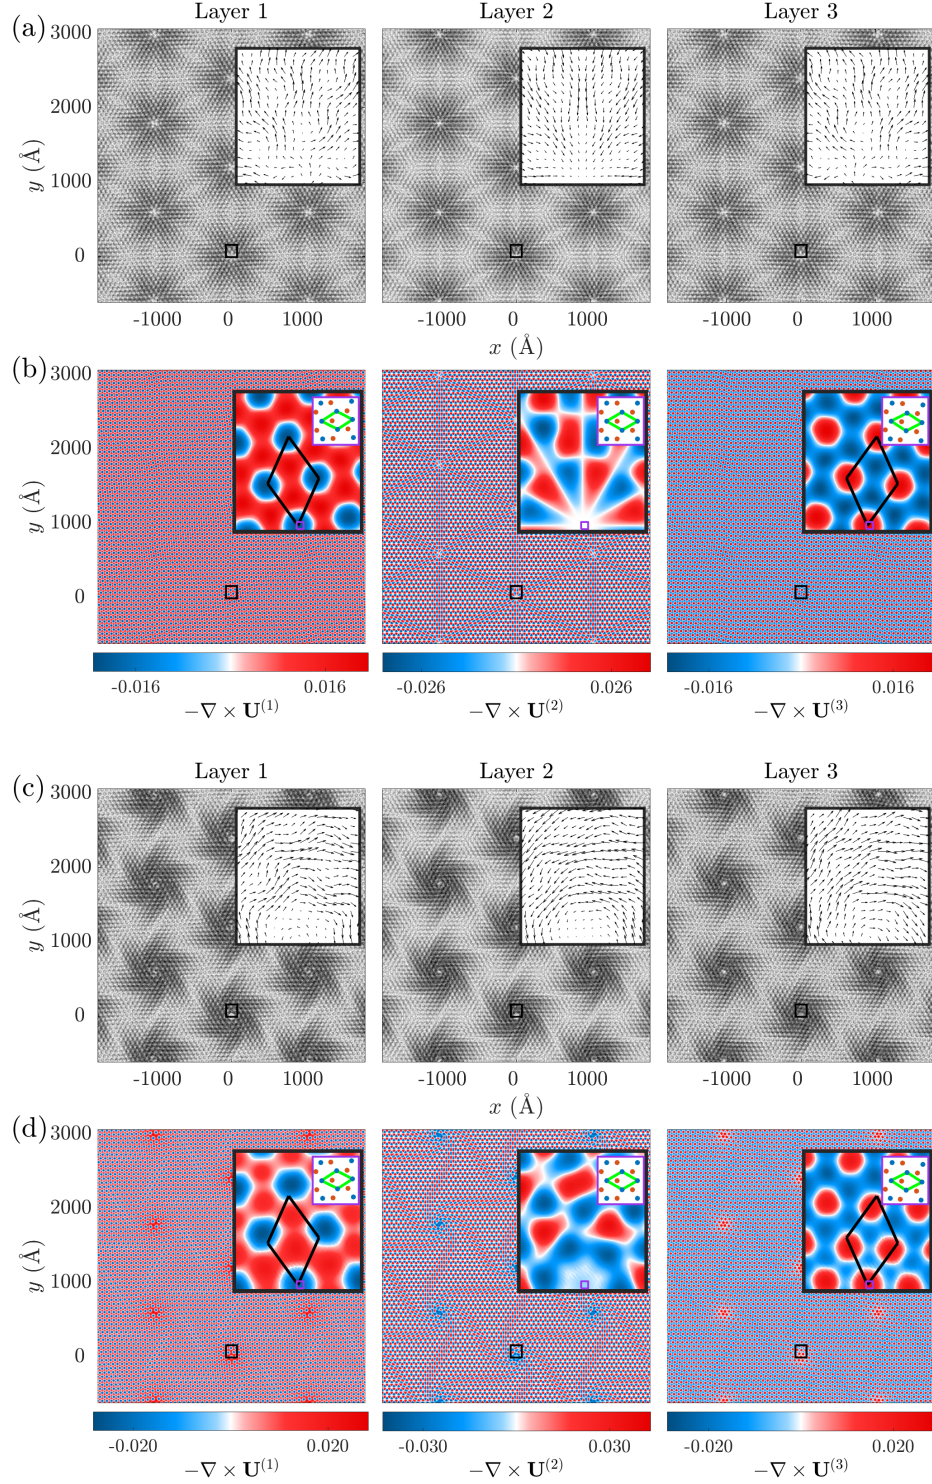 Layer 1 Layer 2 Layer 3
(a)
3000
2000
1000
0
y (Å)
-1000 0 1000 -1000 0 1000 -1000 0 1000
x (Å)
(b)
3000
2000
1000
0
y (Å)
-0.016 0.016 -0.026 0.026 -0.016 0.016
−∇ × U⁽¹⁾ −∇ × U⁽²⁾ −∇ × U⁽³⁾
Layer 1 Layer 2 Layer 3
(c)
3000
2000
1000
0
y (Å)
-1000 0 1000 -1000 0 1000 -1000 0 1000
x (Å)
(d)
3000
2000
1000
0
y (Å)
-0.020 0.020 -0.030 0.030 -0.020 0.020
−∇ × U⁽¹⁾ −∇ × U⁽²⁾ −∇ × U⁽³⁾